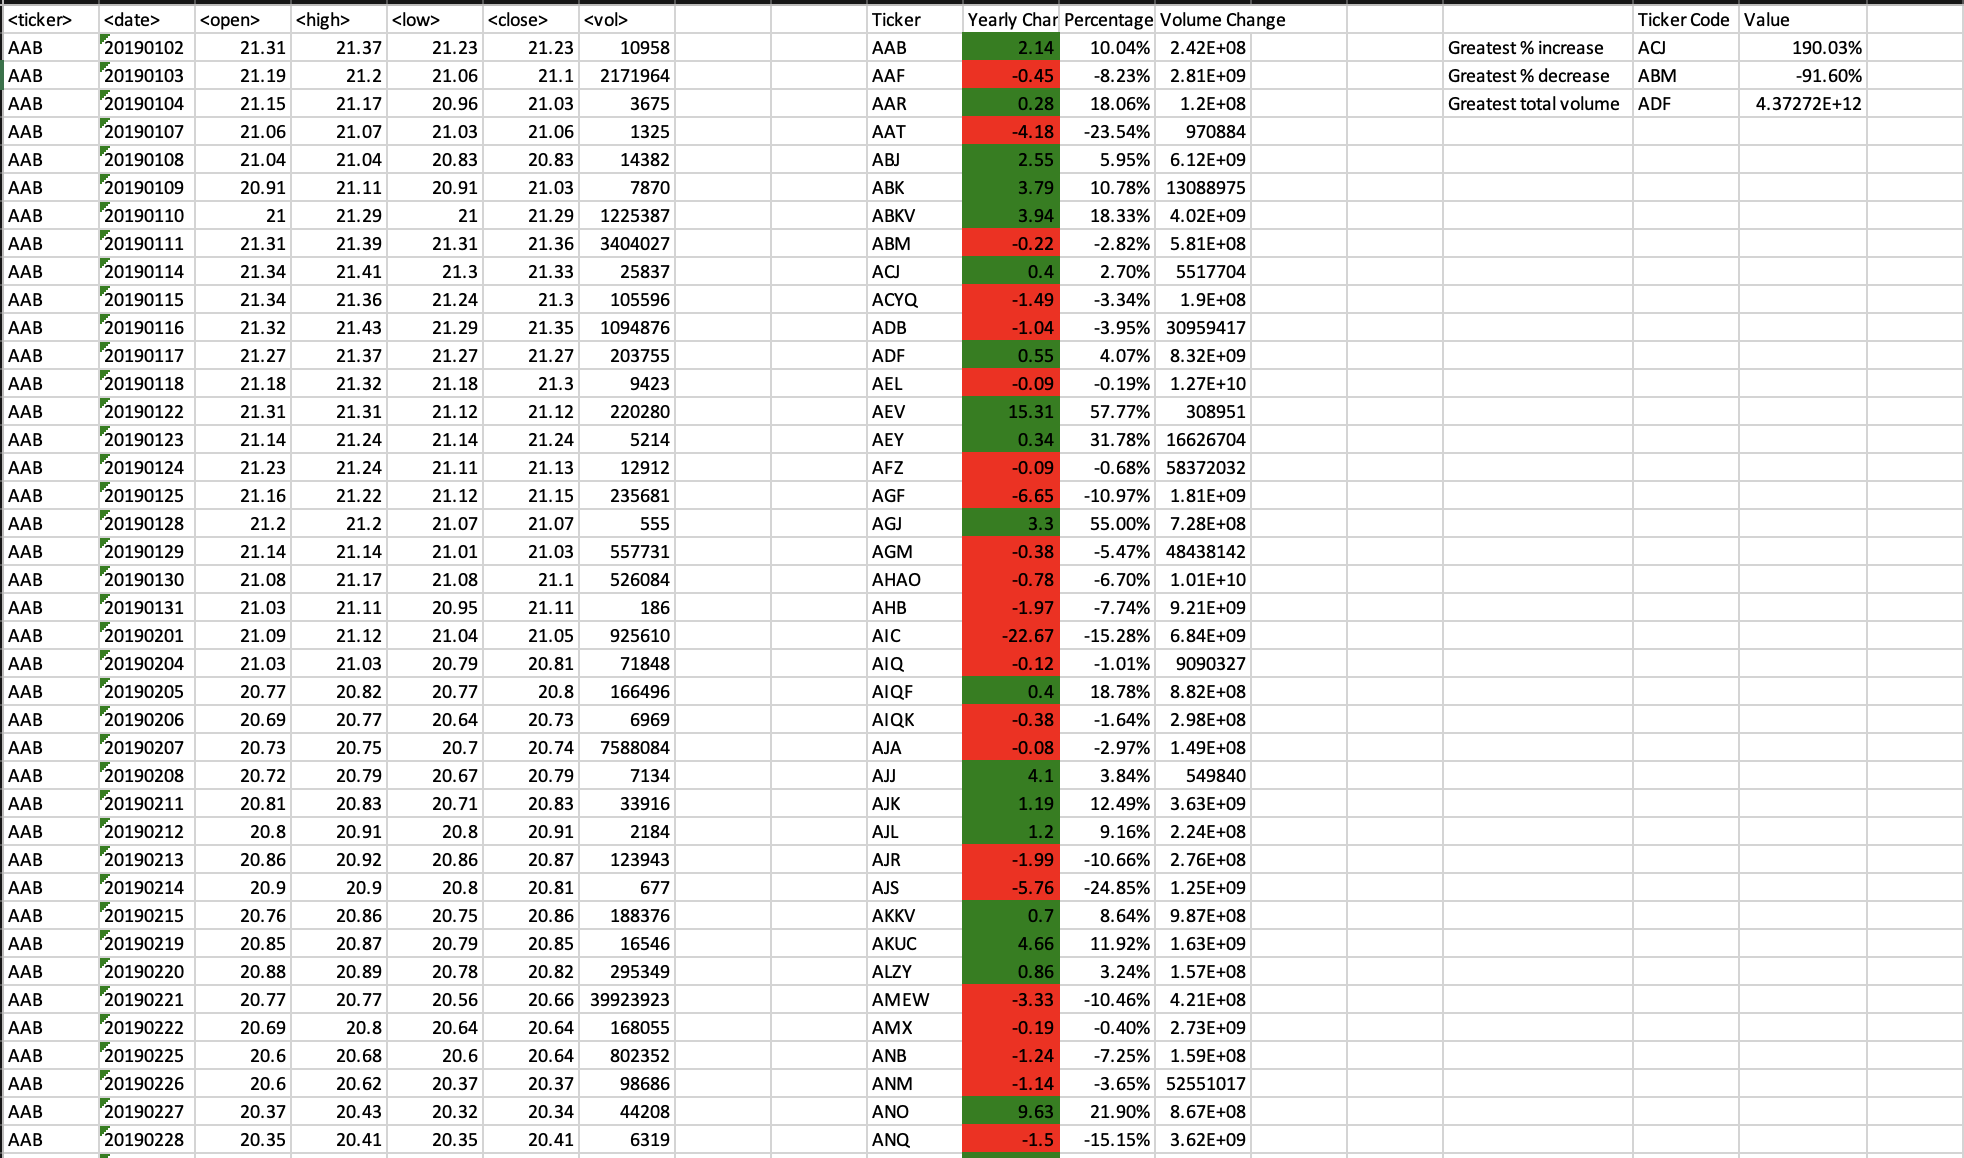 <ticker> <date> <open> <high> <low> <close> <vol> Ticker Yearly Char Percentage Volume Change Ticker Code Value
AAB 20190102 21.31 21.37 21.23 21.23 10958 AAB 2.14 10.04% 2.42E+08 Greatest % increase ACJ 190.03%
AAB 20190103 21.19 21.2 21.06 21.1 2171964 AAF -0.45 -8.23% 2.81E+09 Greatest % decrease ABM -91.60%
AAB 20190104 21.15 21.17 20.96 21.03 3675 AAR 0.28 18.06% 1.2E+08 Greatest total volume ADF 4.37272E+12
AAB 20190107 21.06 21.07 21.03 21.06 1325 AAT -4.18 -23.54% 970884
AAB 20190108 21.04 21.04 20.83 20.83 14382 ABJ 2.55 5.95% 6.12E+09
AAB 20190109 20.91 21.11 20.91 21.03 7870 ABK 3.79 10.78% 13088975
AAB 20190110 21 21.29 21 21.29 1225387 ABKV 3.94 18.33% 4.02E+09
AAB 20190111 21.31 21.39 21.31 21.36 3404027 ABM -0.22 -2.82% 5.81E+08
AAB 20190114 21.34 21.41 21.3 21.33 25837 ACJ 0.4 2.70% 5517704
AAB 20190115 21.34 21.36 21.24 21.3 105596 ACYQ -1.49 -3.34% 1.9E+08
AAB 20190116 21.32 21.43 21.29 21.35 1094876 ADB -1.04 -3.95% 30959417
AAB 20190117 21.27 21.37 21.27 21.27 203755 ADF 0.55 4.07% 8.32E+09
AAB 20190118 21.18 21.32 21.18 21.3 9423 AEL -0.09 -0.19% 1.27E+10
AAB 20190122 21.31 21.31 21.12 21.12 220280 AEV 15.31 57.77% 308951
AAB 20190123 21.14 21.24 21.14 21.24 5214 AEY 0.34 31.78% 16626704
AAB 20190124 21.23 21.24 21.11 21.13 12912 AFZ -0.09 -0.68% 58372032
AAB 20190125 21.16 21.22 21.12 21.15 235681 AGF -6.65 -10.97% 1.81E+09
AAB 20190128 21.2 21.2 21.07 21.07 555 AGJ 3.3 55.00% 7.28E+08
AAB 20190129 21.14 21.14 21.01 21.03 557731 AGM -0.38 -5.47% 48438142
AAB 20190130 21.08 21.17 21.08 21.1 526084 AHAO -0.78 -6.70% 1.01E+10
AAB 20190131 21.03 21.11 20.95 21.11 186 AHB -1.97 -7.74% 9.21E+09
AAB 20190201 21.09 21.12 21.04 21.05 925610 AIC -22.67 -15.28% 6.84E+09
AAB 20190204 21.03 21.03 20.79 20.81 71848 AIQ -0.12 -1.01% 9090327
AAB 20190205 20.77 20.82 20.77 20.8 166496 AIQF 0.4 18.78% 8.82E+08
AAB 20190206 20.69 20.77 20.64 20.73 6969 AIQK -0.38 -1.64% 2.98E+08
AAB 20190207 20.73 20.75 20.7 20.74 7588084 AJA -0.08 -2.97% 1.49E+08
AAB 20190208 20.72 20.79 20.67 20.79 7134 AJJ 4.1 3.84% 549840
AAB 20190211 20.81 20.83 20.71 20.83 33916 AJK 1.19 12.49% 3.63E+09
AAB 20190212 20.8 20.91 20.8 20.91 2184 AJL 1.2 9.16% 2.24E+08
AAB 20190213 20.86 20.92 20.86 20.87 123943 AJR -1.99 -10.66% 2.76E+08
AAB 20190214 20.9 20.9 20.8 20.81 677 AJS -5.76 -24.85% 1.25E+09
AAB 20190215 20.76 20.86 20.75 20.86 188376 AKKV 0.7 8.64% 9.87E+08
AAB 20190219 20.85 20.87 20.79 20.85 16546 AKUC 4.66 11.92% 1.63E+09
AAB 20190220 20.88 20.89 20.78 20.82 295349 ALZY 0.86 3.24% 1.57E+08
AAB 20190221 20.77 20.77 20.56 20.66 39923923 AMEW -3.33 -10.46% 4.21E+08
AAB 20190222 20.69 20.8 20.64 20.64 168055 AMX -0.19 -0.40% 2.73E+09
AAB 20190225 20.6 20.68 20.6 20.64 802352 ANB -1.24 -7.25% 1.59E+08
AAB 20190226 20.6 20.62 20.37 20.37 98686 ANM -1.14 -3.65% 52551017
AAB 20190227 20.37 20.43 20.32 20.34 44208 ANO 9.63 21.90% 8.67E+08
AAB 20190228 20.35 20.41 20.35 20.41 6319 ANQ -1.5 -15.15% 3.62E+09